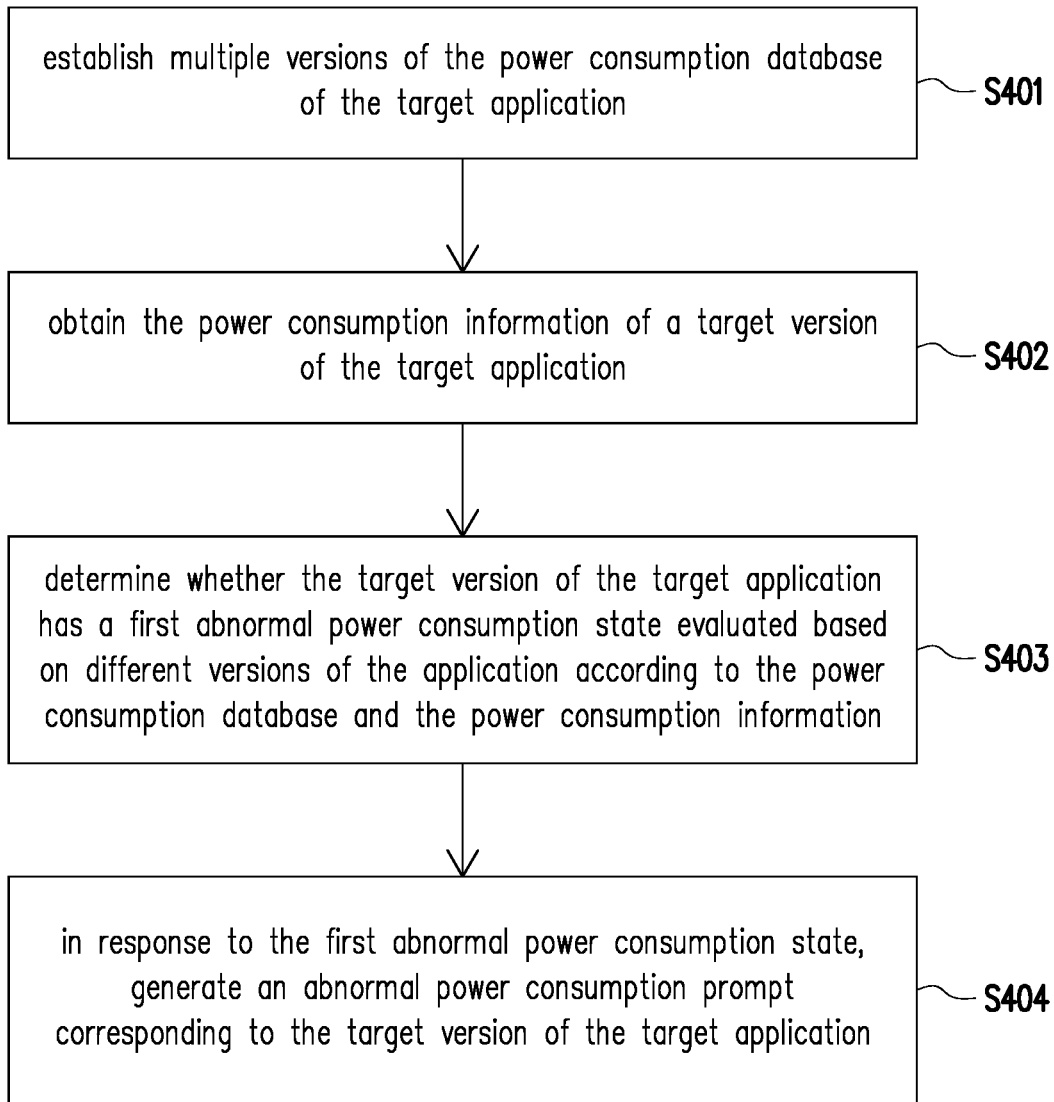 establish multiple versions of the power consumption database
of the target application
S401
obtain the power consumption information of a target version
of the target application
S402
determine whether the target version of the target application
has a first abnormal power consumption state evaluated based
on different versions of the application according to the power
consumption database and the power consumption information
S403
in response to the first abnormal power consumption state,
generate an abnormal power consumption prompt
corresponding to the target version of the target application
S404